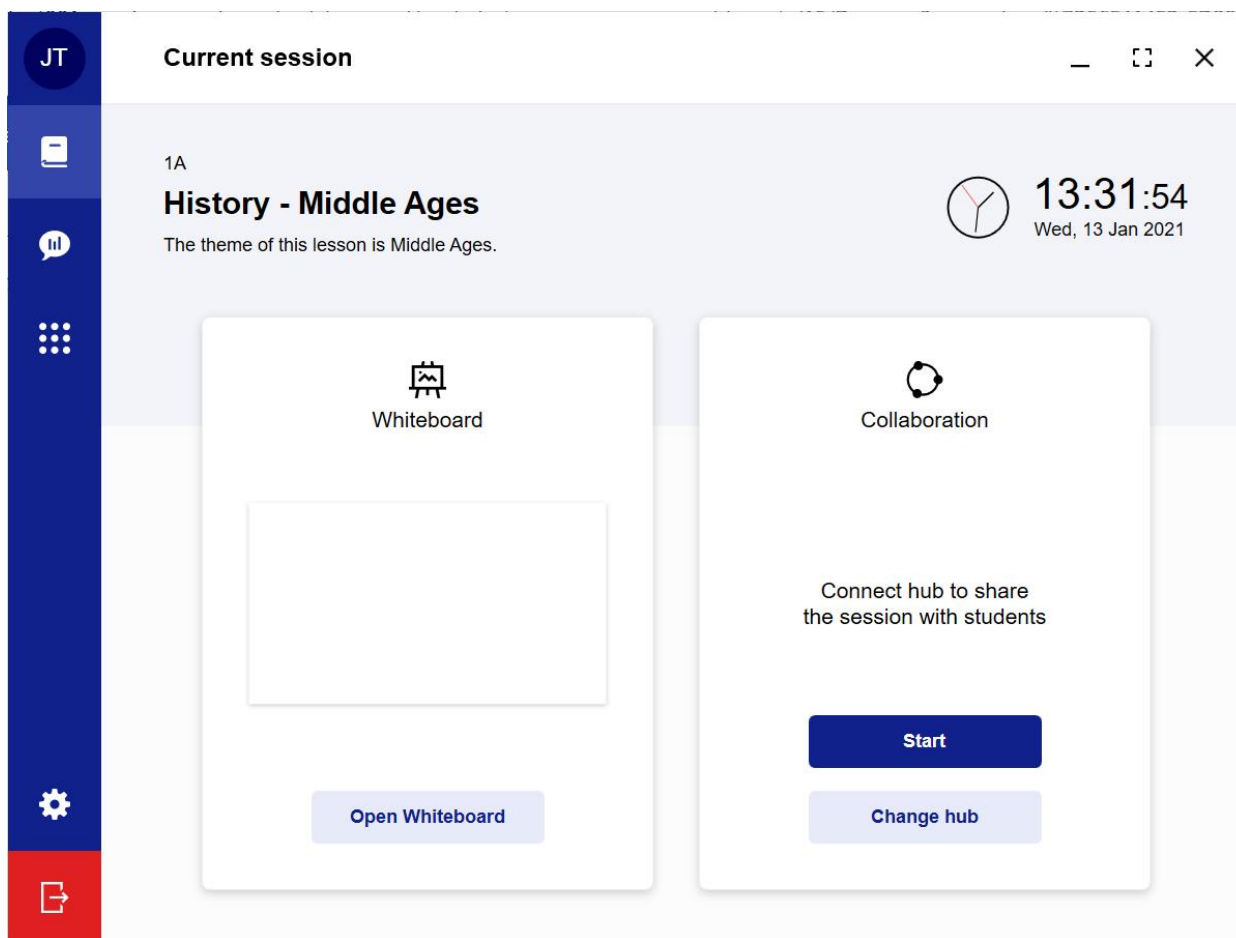 JT
Current session
1A
History - Middle Ages
The theme of this lesson is Middle Ages.
13:31:54
Wed, 13 Jan 2021
Whiteboard
Open Whiteboard
Collaboration
Connect hub to share
the session with students
Start
Change hub